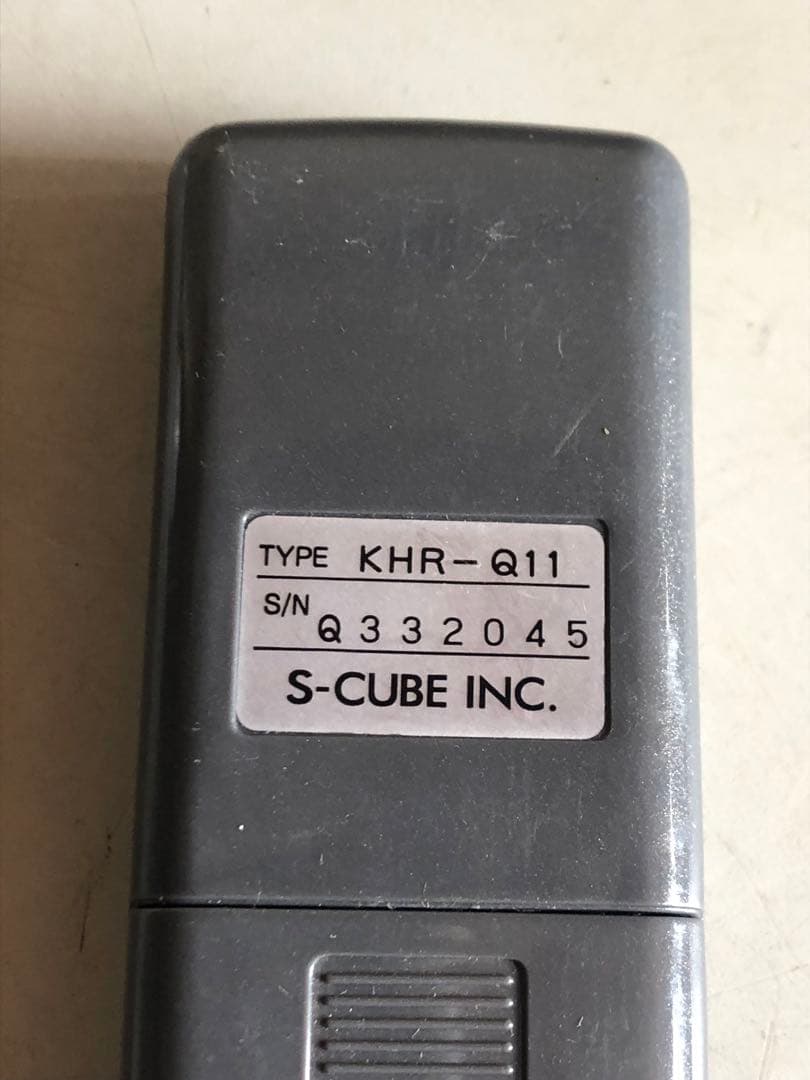 TYPE KHR-Q11
S/N Q332045
S-CUBE INC.